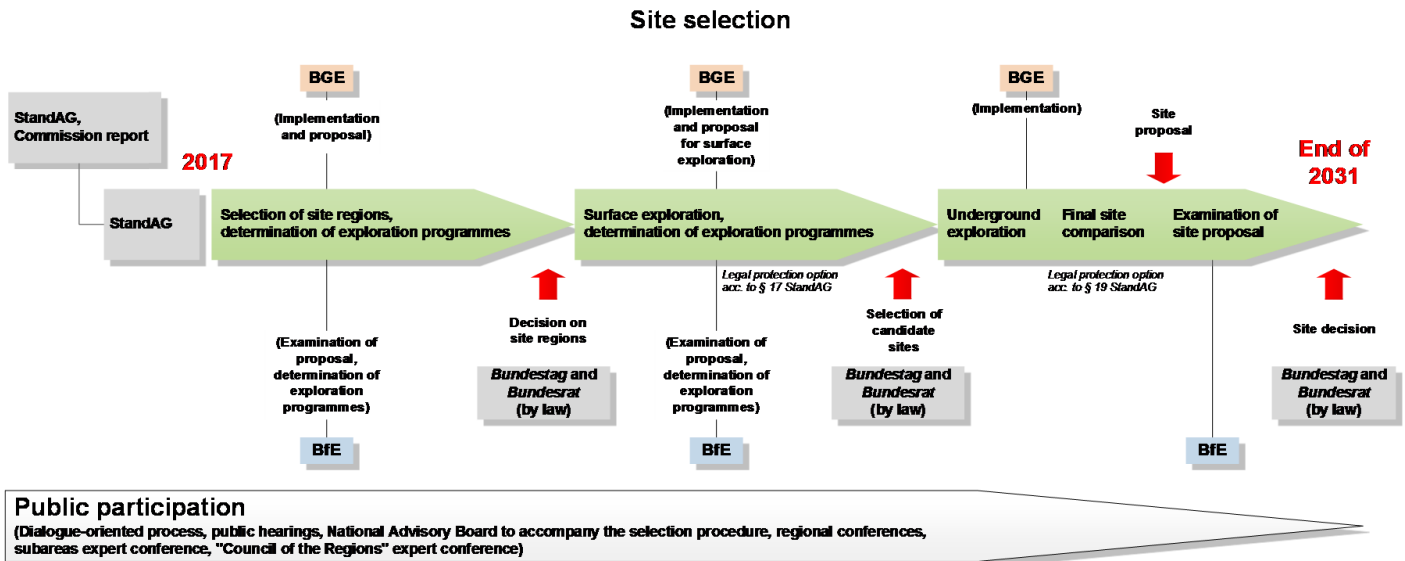 Site selection
BGE
(Implementation
and proposal)
BGE
(Implementation
and proposal
for surface
exploration)
BGE
(Implementation)
Site
proposal
StandAG,
Commission report
2017
End of
2031
StandAG
Selection of site regions,
determination of exploration programmes
Surface exploration,
determination of exploration programmes
Underground
exploration
Final site
comparison
Examination of
site proposal
Legal protection option
acc. to § 17 StandAG
Legal protection option
acc. to § 19 StandAG
(Examination of
proposal,
determination of
exploration
programmes)
BfE
Decision on
site regions
Bundestag and
Bundesrat
(by law)
(Examination of
proposal,
determination of
exploration
programmes)
BfE
Selection of
candidate
sites
Bundestag and
Bundesrat
(by law)
BfE
Site decision
Bundestag and
Bundesrat
(by law)
Public participation
(Dialogue-oriented process, public hearings, National Advisory Board to accompany the selection procedure, regional conferences,
subareas expert conference, "Council of the Regions" expert conference)